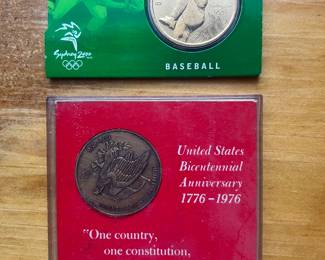 Sydney 2000
BASEBALL
United States
Bicentennial
Anniversary
1776-1976
"One country,
one constitution,